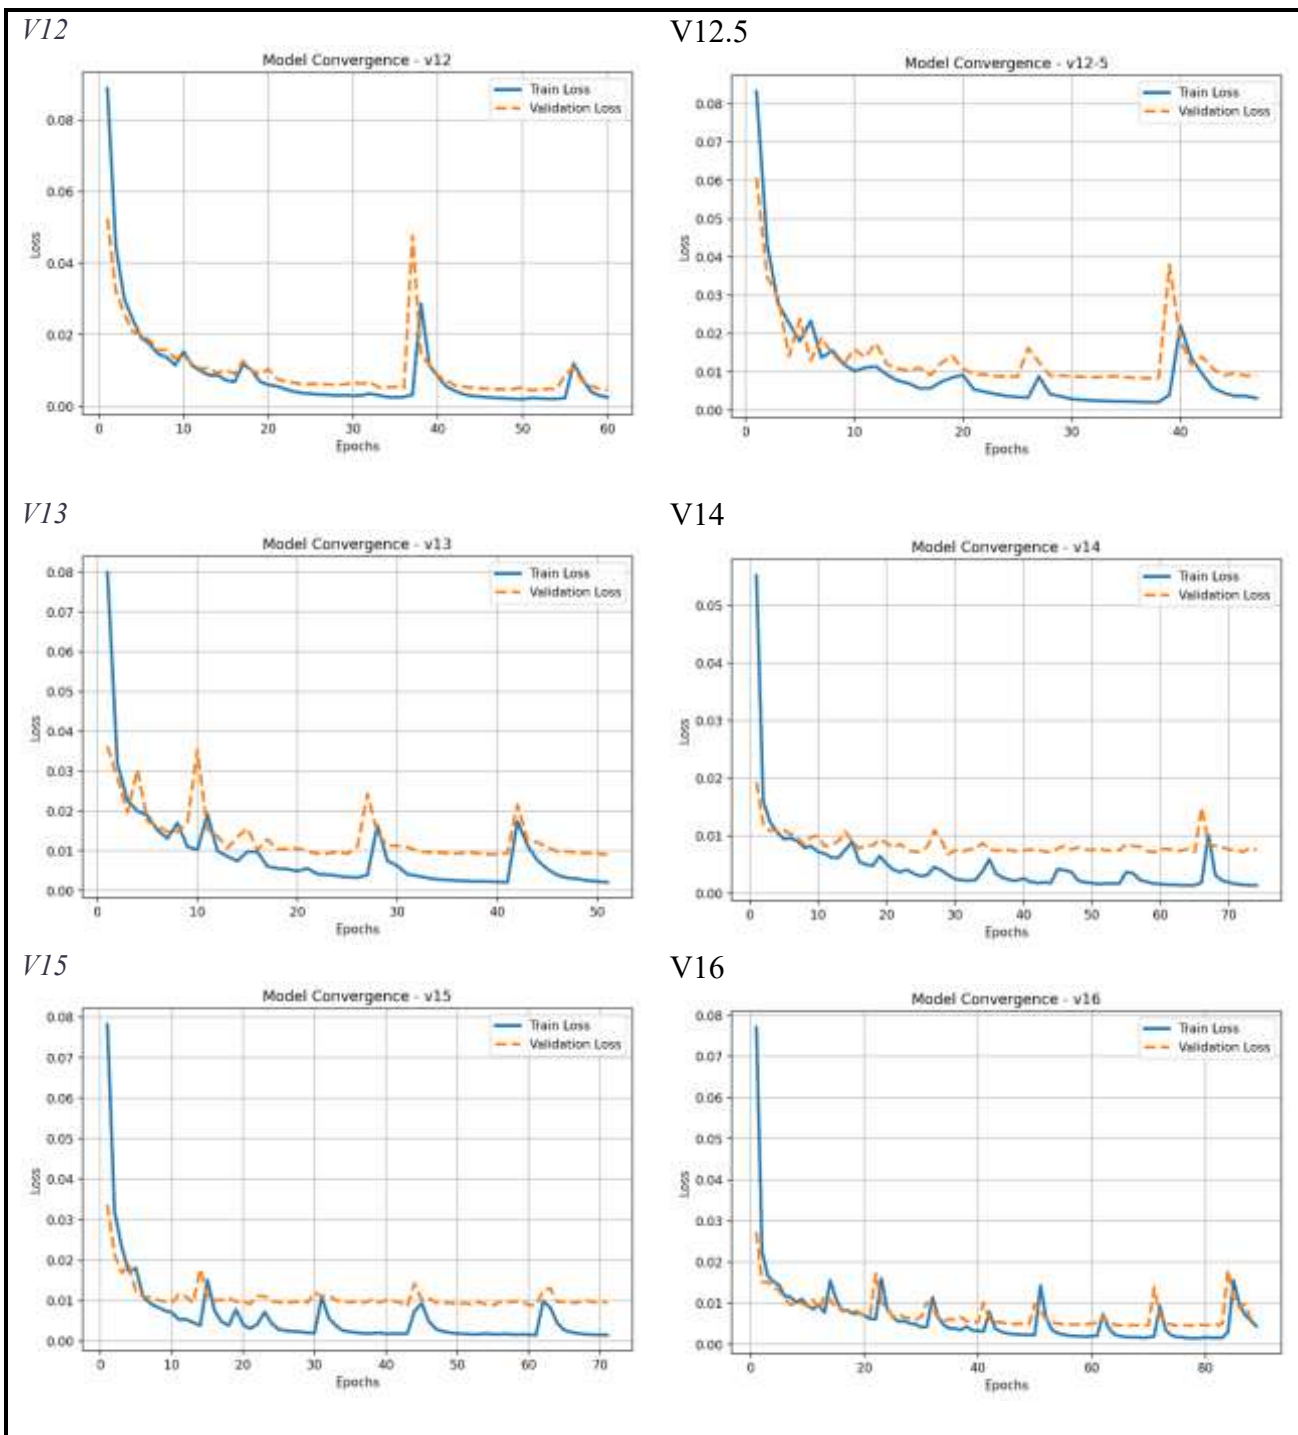 V12
V12.5
Model Convergence - v12
Train Loss
Validation Loss
Loss
0.08
0.06
0.04
0.02
0.00
0 10 20 30 40 50 60
Epochs
Model Convergence - v12-5
Train Loss
Validation Loss
Loss
0.08
0.07
0.06
0.05
0.04
0.03
0.02
0.01
0.00
0 10 20 30 40
Epochs
V13
V14
Model Convergence - v13
Train Loss
Validation Loss
Loss
0.08
0.07
0.06
0.05
0.04
0.03
0.02
0.01
0.00
0 10 20 30 40 50
Epochs
Model Convergence - v14
Train Loss
Validation Loss
Loss
0.05
0.04
0.03
0.02
0.01
0.00
0 10 20 30 40 50 60 70
Epochs
V15
V16
Model Convergence - v15
Train Loss
Validation Loss
Loss
0.08
0.07
0.06
0.05
0.04
0.03
0.02
0.01
0.00
0 10 20 30 40 50 60 70
Epochs
Model Convergence - v16
Train Loss
Validation Loss
Loss
0.08
0.07
0.06
0.05
0.04
0.03
0.02
0.01
0.00
0 20 40 60 80
Epochs